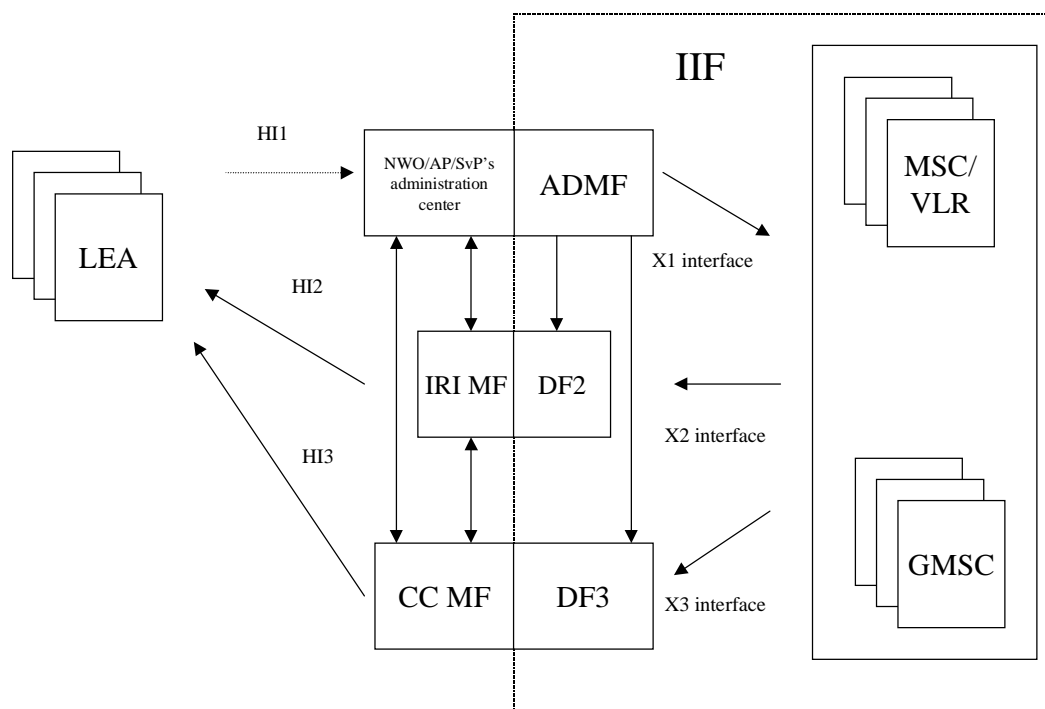 IIF
HI1
NWO/AP/SvP's
administration
center
ADMF
MSC/
VLR
LEA
X1 interface
HI2
IRI MF
DF2
X2 interface
HI3
GMSC
CC MF
DF3
X3 interface